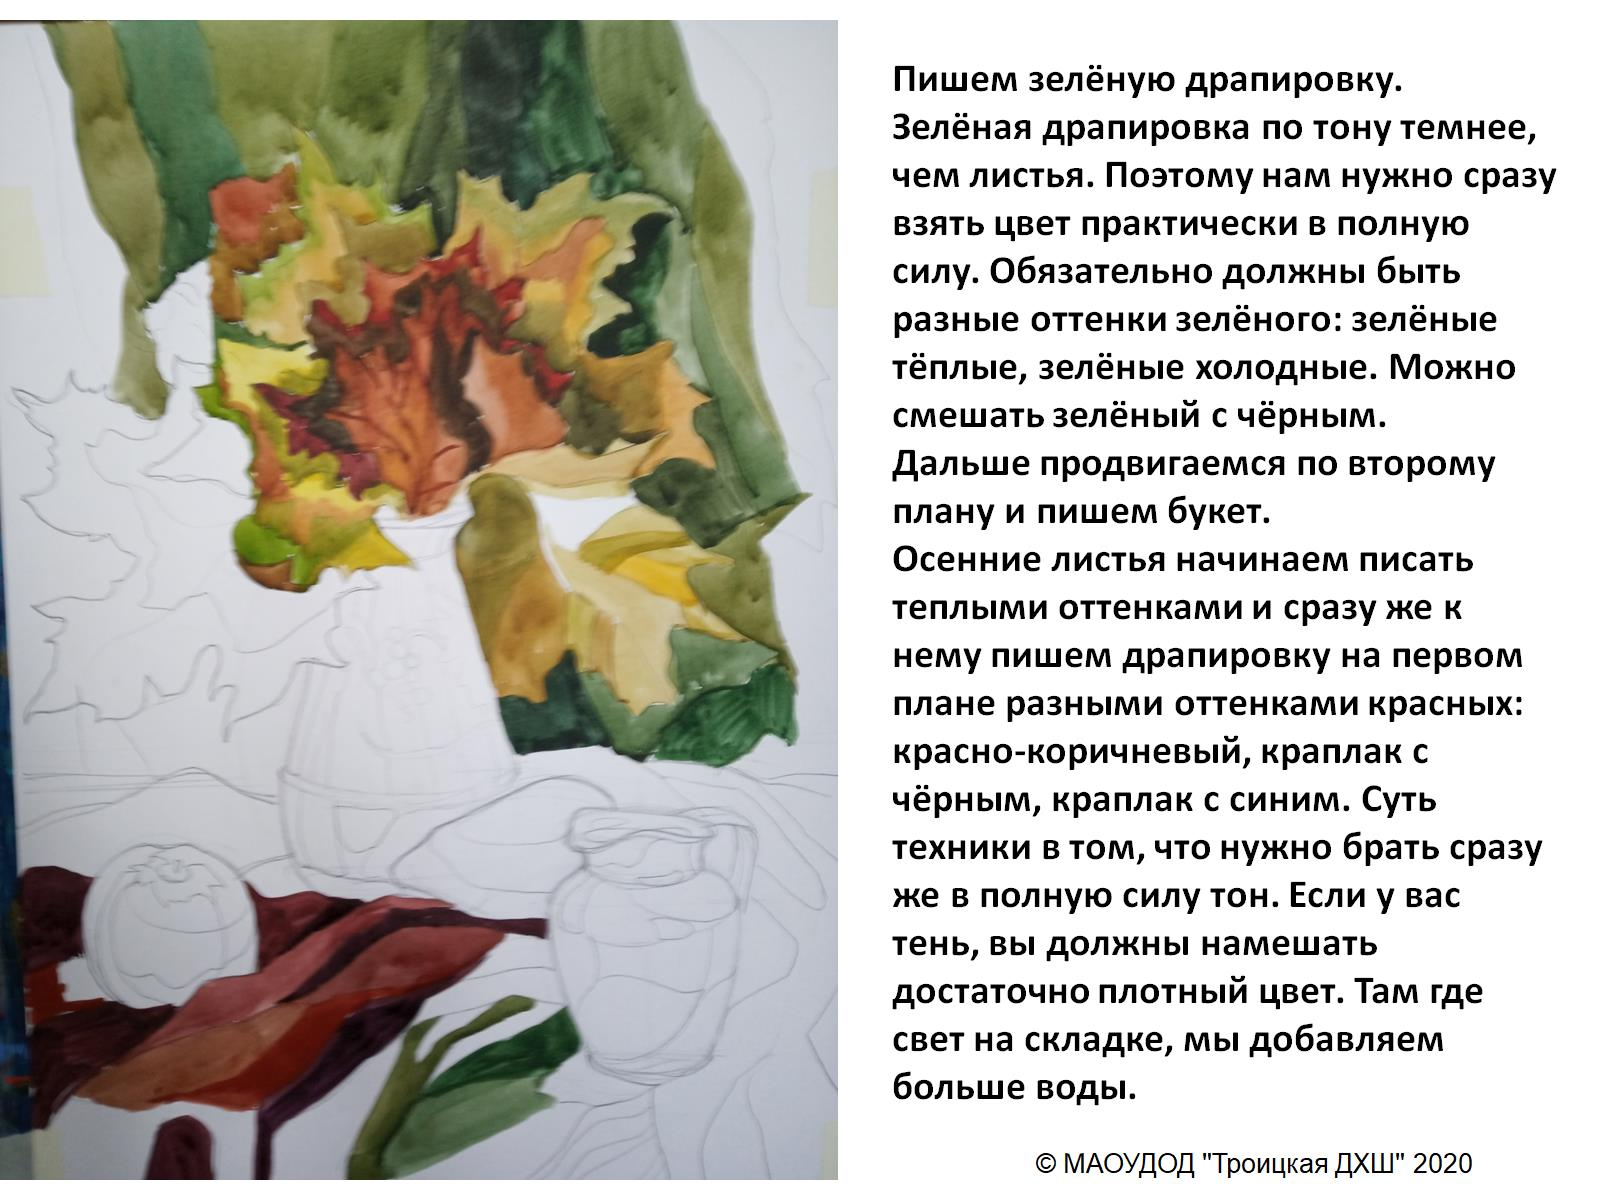 Пишем зелёную драпировку.
Зелёная драпировка по тону темнее,
чем листья. Поэтому нам нужно сразу
взять цвет практически в полную
силу. Обязательно должны быть
разные оттенки зелёного: зелёные
тёплые, зелёные холодные. Можно
смешать зелёный с чёрным.
Дальше продвигаемся по второму
плану и пишем букет.
Осенние листья начинаем писать
теплыми оттенками и сразу же к
нему пишем драпировку на первом
плане разными оттенками красных:
красно-коричневый, краплак с
чёрным, краплак с синим. Суть
техники в том, что нужно брать сразу
же в полную силу тон. Если у вас
тень, вы должны намешать
достаточно плотный цвет. Там где
свет на складке, мы добавляем
больше воды.
© МАОУДОД "Троицкая ДХШ" 2020